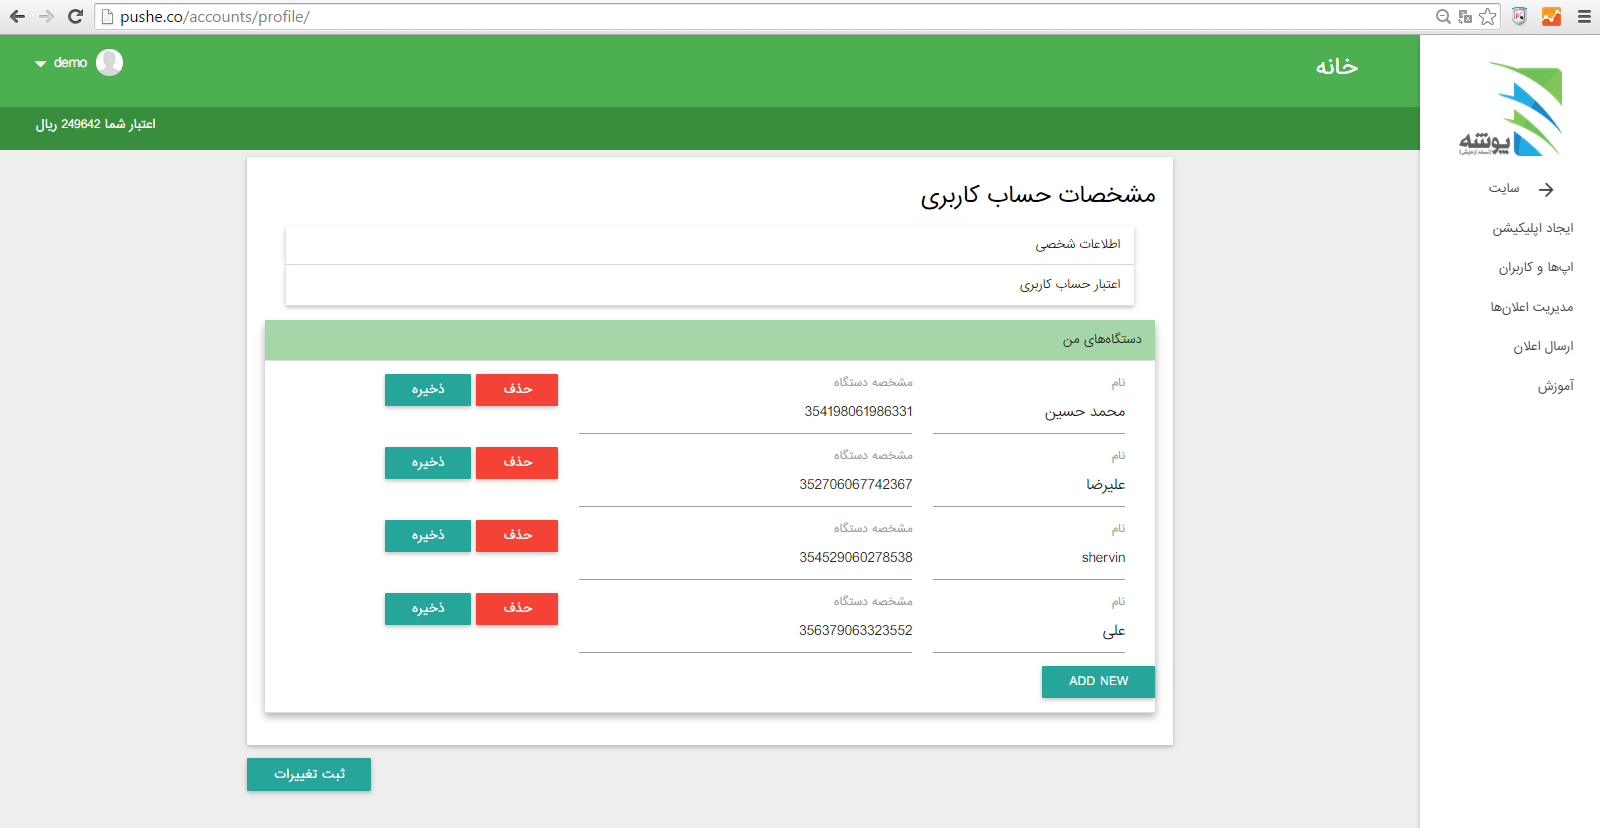 pushe.co/accounts/profile/
خانه
demo
اعتبار شما 249642 ریال
پوشه
(نسخه آزمایشی)
سایت
ایجاد اپلیکیشن
اپ‌ها و کاربران
مدیریت اعلان‌ها
ارسال اعلان
آموزش
مشخصات حساب کاربری
اطلاعات شخصی
اعتبار حساب کاربری
دستگاه‌های من
نام مشخصه دستگاه
محمد حسین 354198061986331 حذف ذخیره
نام مشخصه دستگاه
علیرضا 352706067742367 حذف ذخیره
نام مشخصه دستگاه
shervin 354529060278538 حذف ذخیره
نام مشخصه دستگاه
علی 356379063323552 حذف ذخیره
ADD NEW
ثبت تغییرات